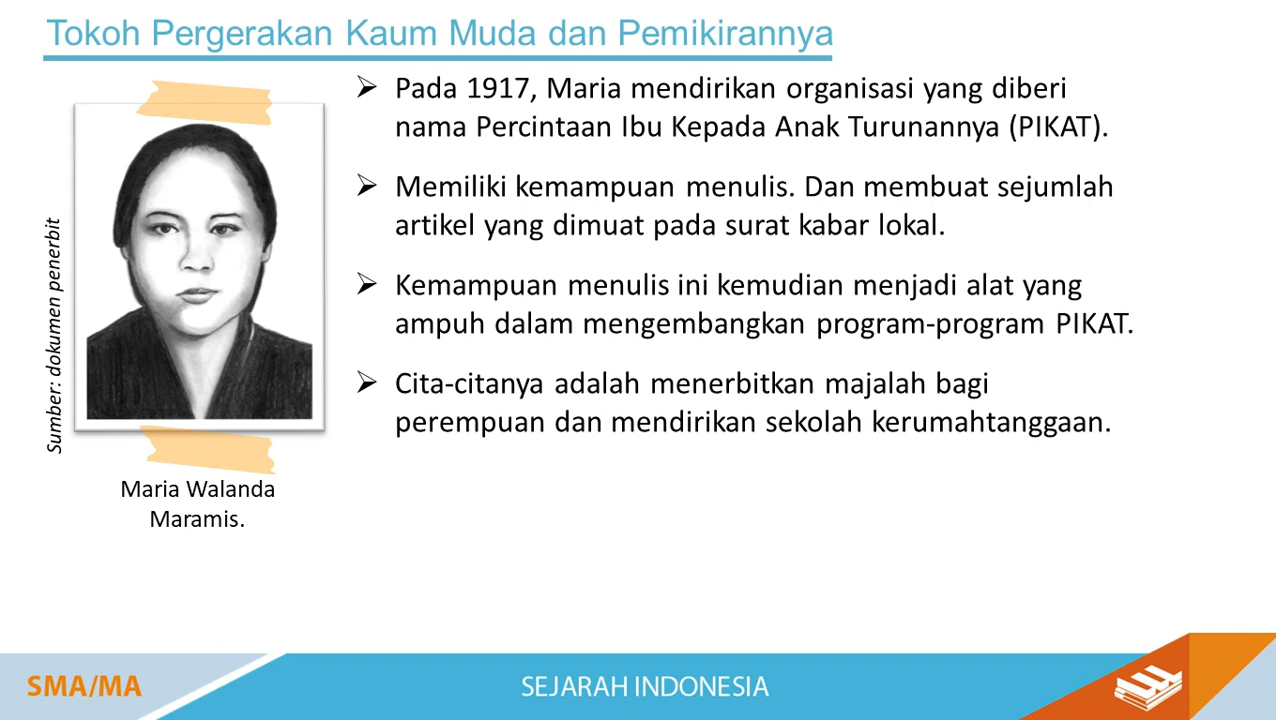 Tokoh Pergerakan Kaum Muda dan Pemikirannya
Sumber: dokumen penerbit
Maria Walanda
Maramis.
➢ Pada 1917, Maria mendirikan organisasi yang diberi
nama Percintaan Ibu Kepada Anak Turunannya (PIKAT).
➢ Memiliki kemampuan menulis. Dan membuat sejumlah
artikel yang dimuat pada surat kabar lokal.
➢ Kemampuan menulis ini kemudian menjadi alat yang
ampuh dalam mengembangkan program-program PIKAT.
➢ Cita-citanya adalah menerbitkan majalah bagi
perempuan dan mendirikan sekolah kerumahtanggaan.
SMA/MA
SEJARAH INDONESIA